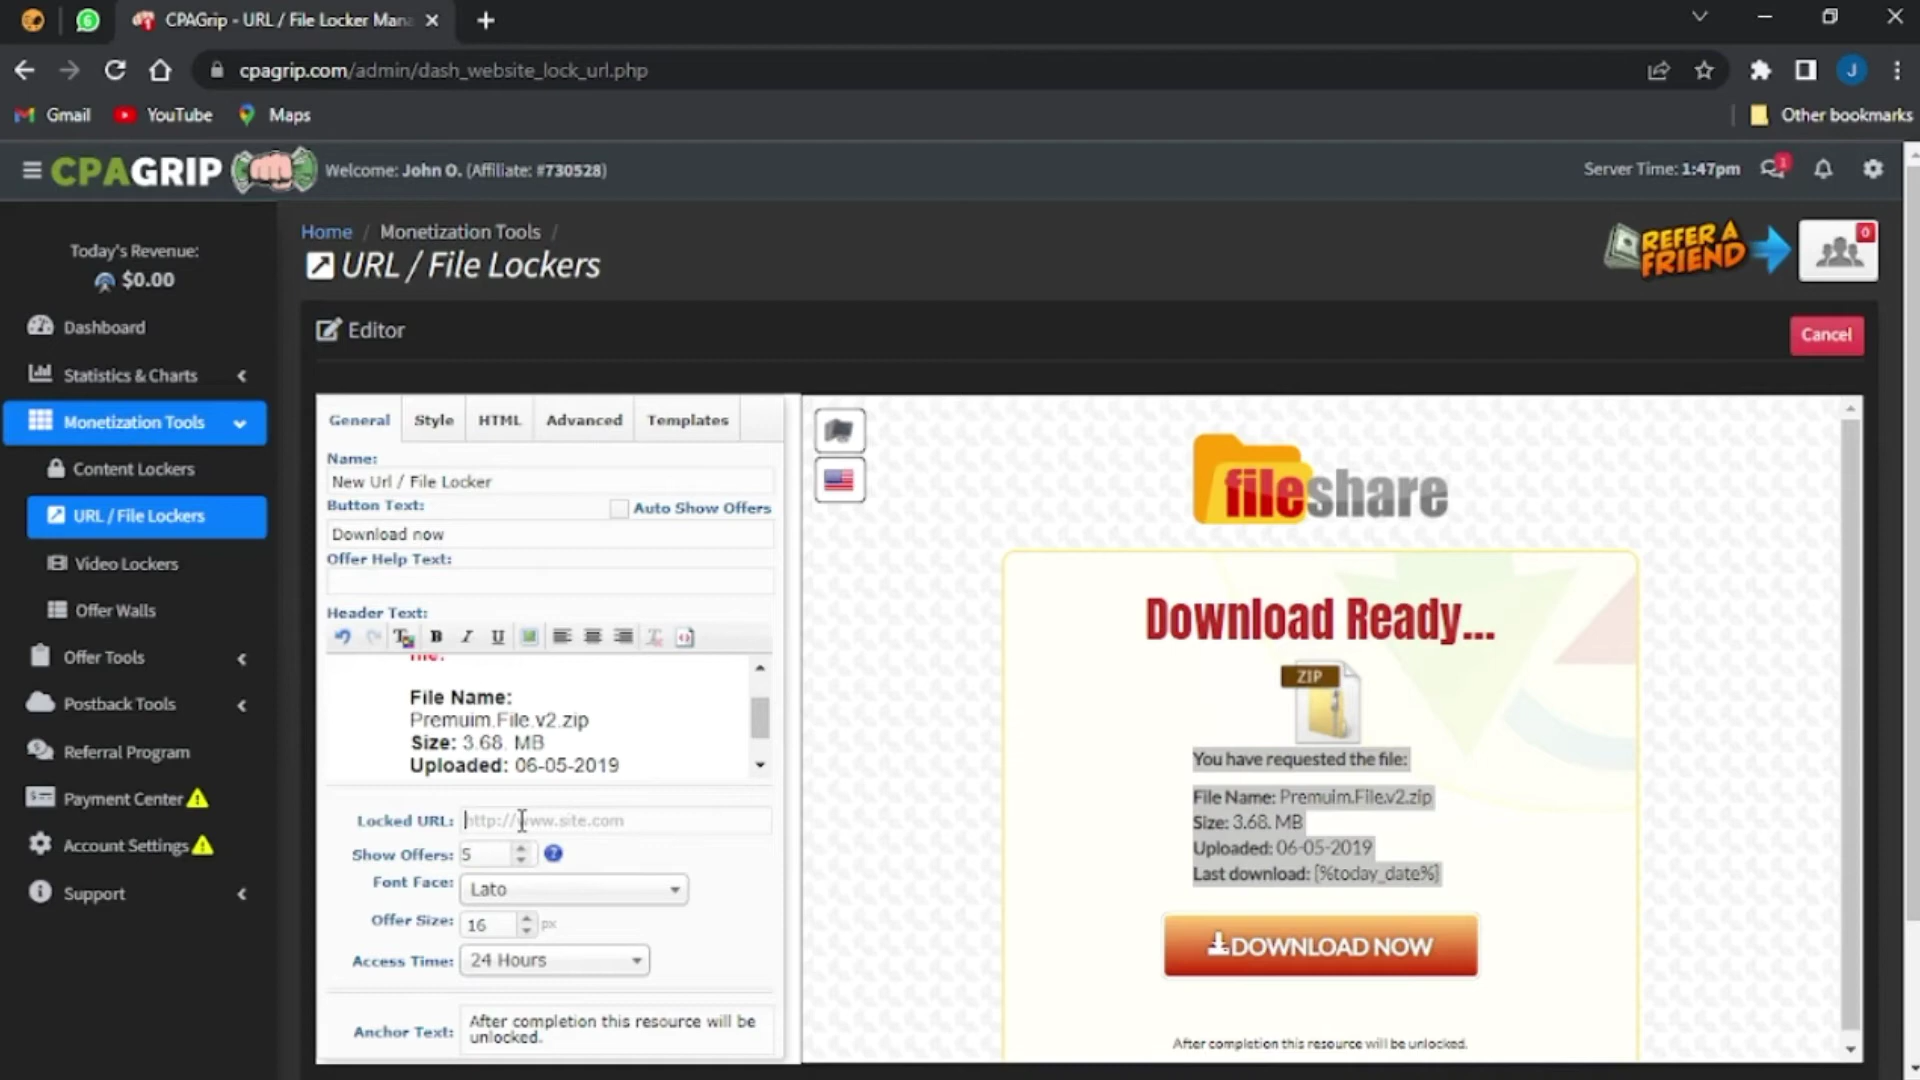 CPAGrip - URL / File Locker Mana
cpagrip.com/admin/dash_website_lock_url.php
J
Gmail
YouTube
Maps
Other bookmarks
CPAGRIP
Welcome: John O. (Affiliate: #730528)
Server Time: 1:47pm
1
Today's Revenue:
$0.00
Dashboard
Statistics & Charts
Monetization Tools
Content Lockers
URL / File Lockers
Video Lockers
Offer Walls
Offer Tools
Postback Tools
Referral Program
Payment Center
Account Settings
Support
Home / Monetization Tools /
URL / File Lockers
REFER A
FRIEND
0
Editor
Cancel
General
Style
HTML
Advanced
Templates
Name:
New Url / File Locker
Button Text:
Auto Show Offers
Download now
Offer Help Text:
Header Text:
B I U
file:
File Name:
Premuim.File.v2.zip
Size: 3.68. MB
Uploaded: 06-05-2019
Locked URL: http://www.site.com
Show Offers: 5
Font Face: Lato
Offer Size: 16 px
Access Time: 24 Hours
Anchor Text: After completion this resource will be
unlocked.
fileshare
Download Ready...
ZIP
You have requested the file:
File Name: Premuim.File.v2.zip
Size: 3.68. MB
Uploaded: 06-05-2019
Last download: [%today_date%]
DOWNLOAD NOW
After completion this resource will be unlocked.